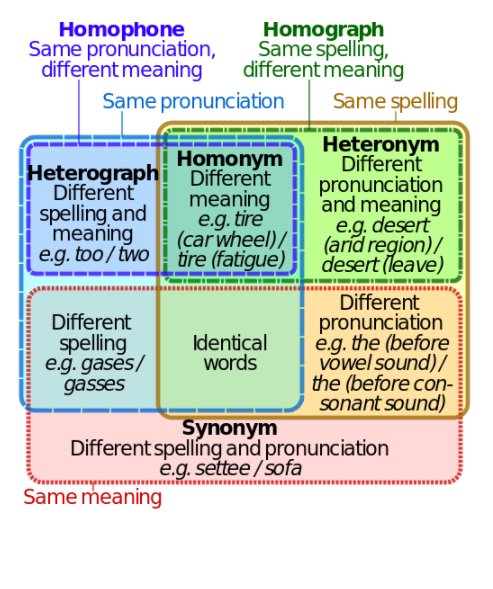 Homophone
Same pronunciation,
different meaning
Homograph
Same spelling,
different meaning
Same pronunciation
Same spelling
Heterograph
Different
spelling and
meaning
e.g. too / two
Homonym
Different
meaning
e.g. tire
(car wheel) /
tire (fatigue)
Heteronym
Different
pronunciation
and meaning
e.g. desert
(arid region) /
desert (leave)
Different
spelling
e.g. gases /
gasses
Identical
words
Different
pronunciation
e.g. the (before
vowel sound) /
the (before con-
sonant sound)
Synonym
Different spelling and pronunciation
e.g. settee / sofa
Same meaning